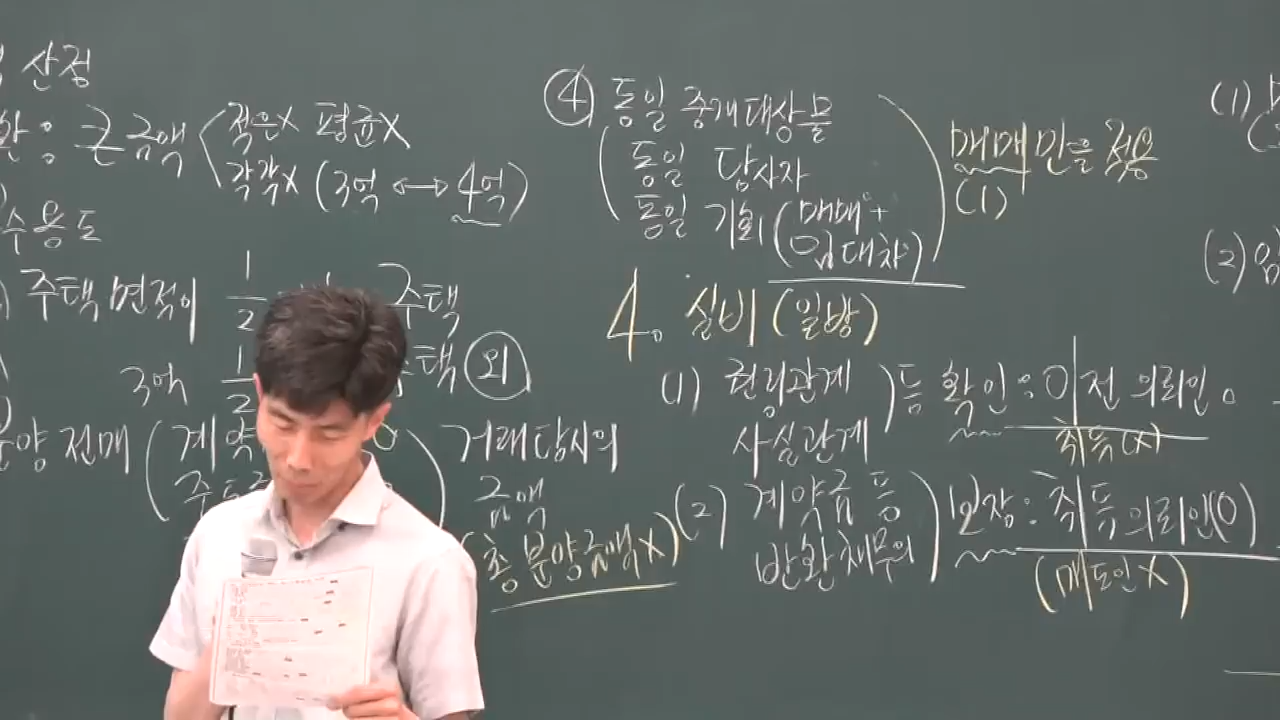 산정
환 : 큰 금액 < 적은X 평균X
각각X (3억 ↔ 4억)
수용도
주택 면적이 1/2 주택
3억 1/2 주택 (외)
분양 전매 (계약 ) 거래당시의
금액
(총 분양금액X)
④ 동일 중개대상물
(동일 당사자
동일 기회 (매매 +
임대차))
매매만을 적용
(1)
4. 실비 (일방)
(1) 권리관계
사실관계 ) 등 확인 : 이전 의뢰인
취득(X)
(2) 계약금 등
반환채무의 ) 보장 : 취득의뢰인(O)
(매도인X)
(1)
(2) 임